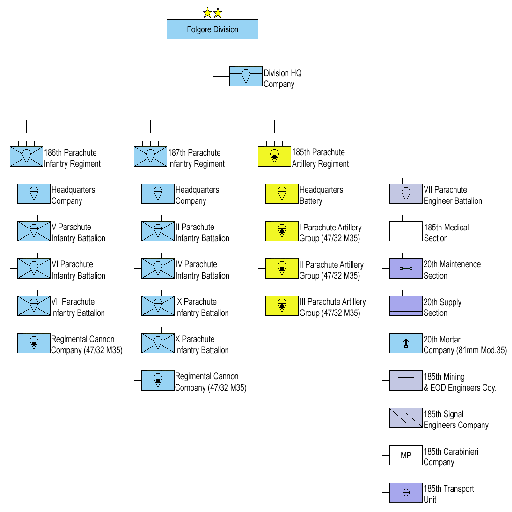 Folgore Division
Division HQ
Company
186th Parachute
Infantry Regiment
187th Parachute
Infantry Regiment
185th Parachute
Artillery Regiment
Headquarters
Company
V Parachute
Infantry Battalion
VI Parachute
Infantry Battalion
Parachute
Infantry Battalion
Regimental Cannon
Company (47/32 M35)
Headquarters
Company
II Parachute
Infantry Battalion
IV Parachute
Infantry Battalion
IX Parachute
Infantry Battalion
X Parachute
Infantry Battalion
Regimental Cannon
Company (47/32 M35)
Headquarters
Battery
I Parachute Artillery
Group (47/32 M35)
II Parachute Artillery
Group (47/32 M35)
III Parachute Artillery
Group (47/32 M35)
VII Parachute
Engineer Battalion
185th Medical
Section
20th Maintenence
Section
20th Supply
Section
20th Mortar
Company (81mm Mod.35)
185th Mining
& EOD Engineers Coy.
185th Signal
Engineers Company
MP
185th Carabinieri
Company
185th Transport
Unit